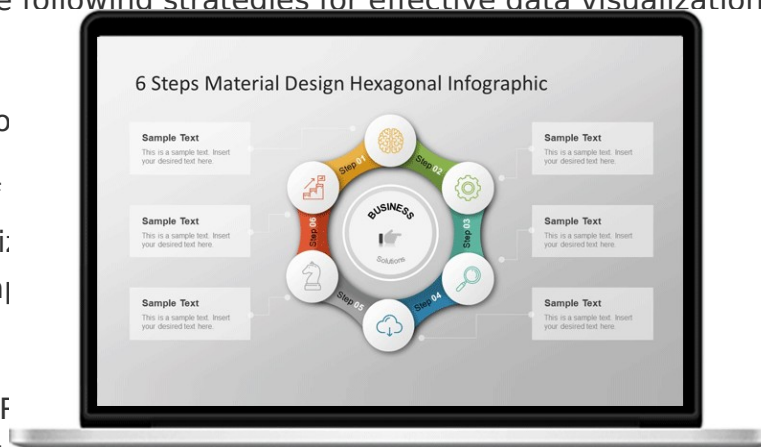 following strategies for effective data visualization
6 Steps Material Design Hexagonal Infographic
Sample Text
This is a sample text. Insert
your desired text here.
Sample Text
This is a sample text. Insert
your desired text here.
Sample Text
This is a sample text. Insert
your desired text here.
Step 01
Step 02
Step 03
Step 04
Step 05
Step 06
BUSINESS
Solutions
Sample Text
This is a sample text. Insert
your desired text here.
Sample Text
This is a sample text. Insert
your desired text here.
Sample Text
This is a sample text. Insert
your desired text here.